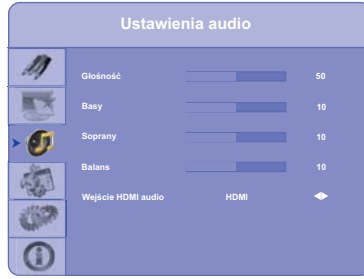 Ustawienia audio
Głośność 50
Basy 10
Soprany 10
Balans 10
Wejście HDMI audio HDMI